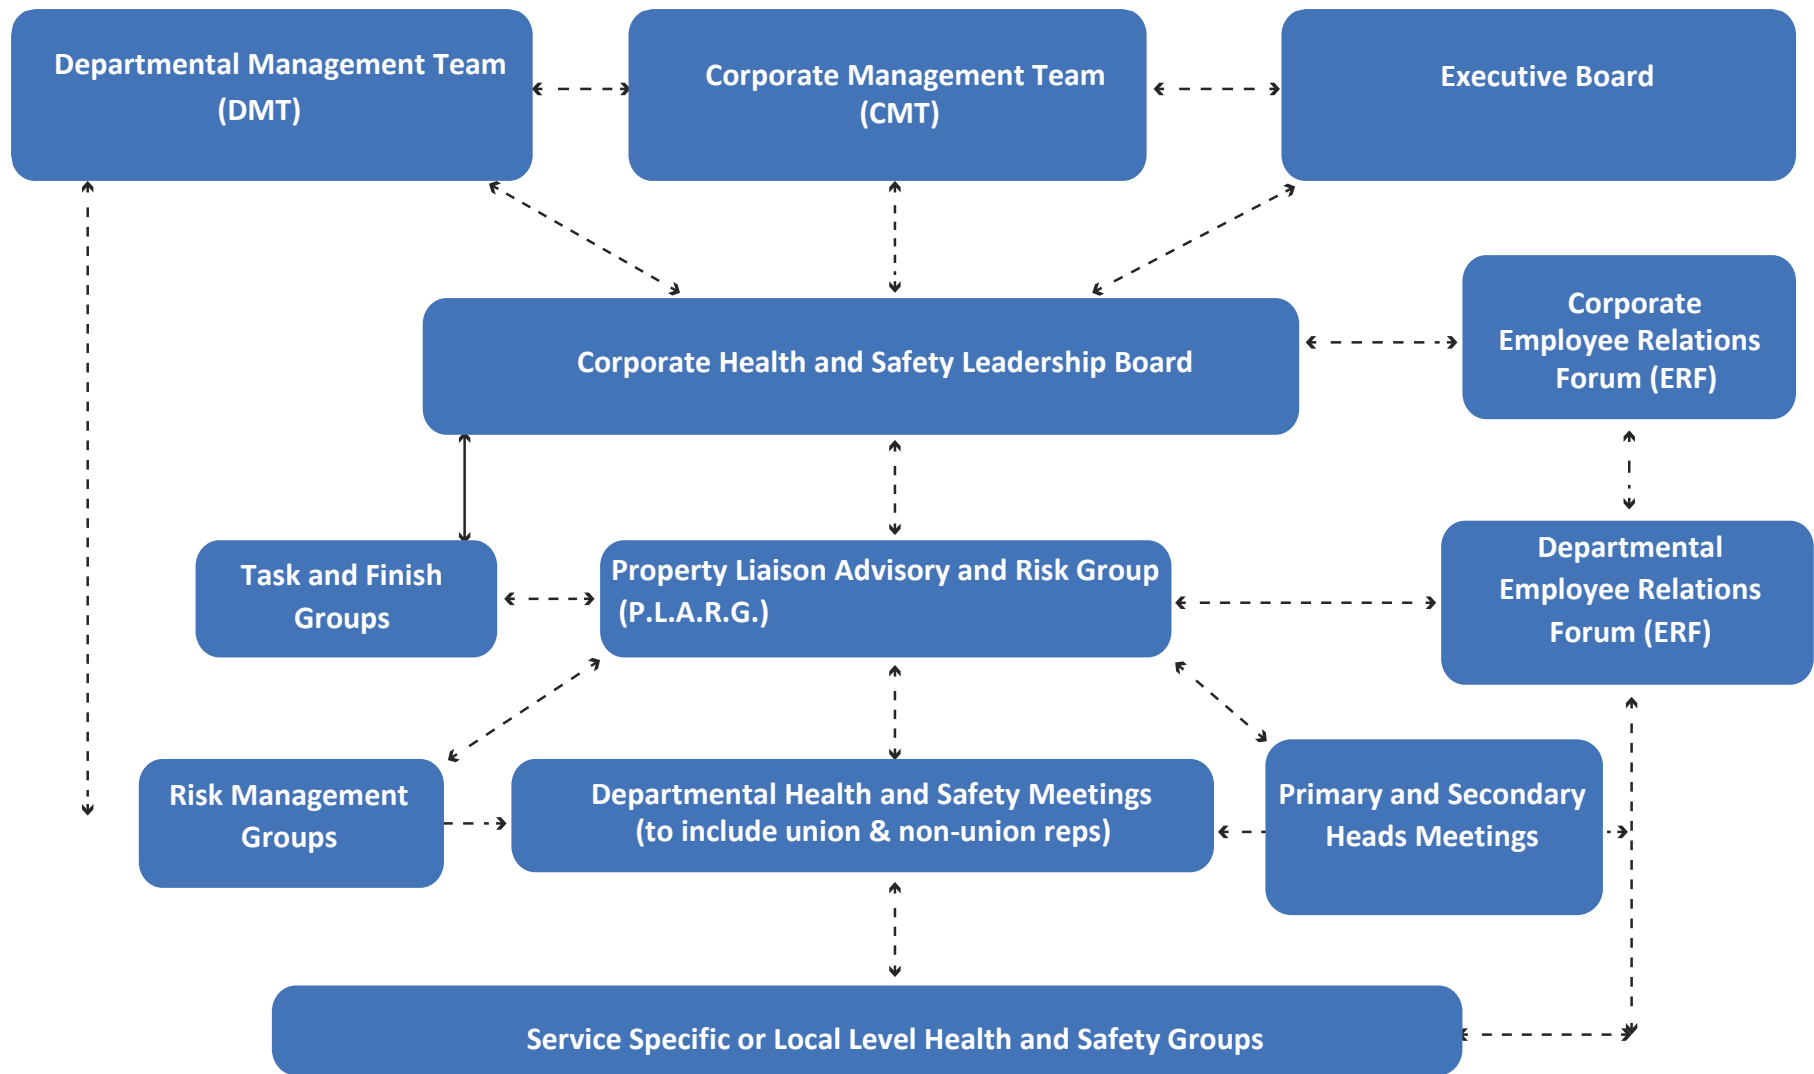 Departmental Management Team
(DMT)
Corporate Management Team
(CMT)
Executive Board
Corporate Health and Safety Leadership Board
Corporate
Employee Relations
Forum (ERF)
Task and Finish
Groups
Property Liaison Advisory and Risk Group
(P.L.A.R.G.)
Departmental
Employee Relations
Forum (ERF)
Risk Management
Groups
Departmental Health and Safety Meetings
(to include union & non-union reps)
Primary and Secondary
Heads Meetings
Service Specific or Local Level Health and Safety Groups